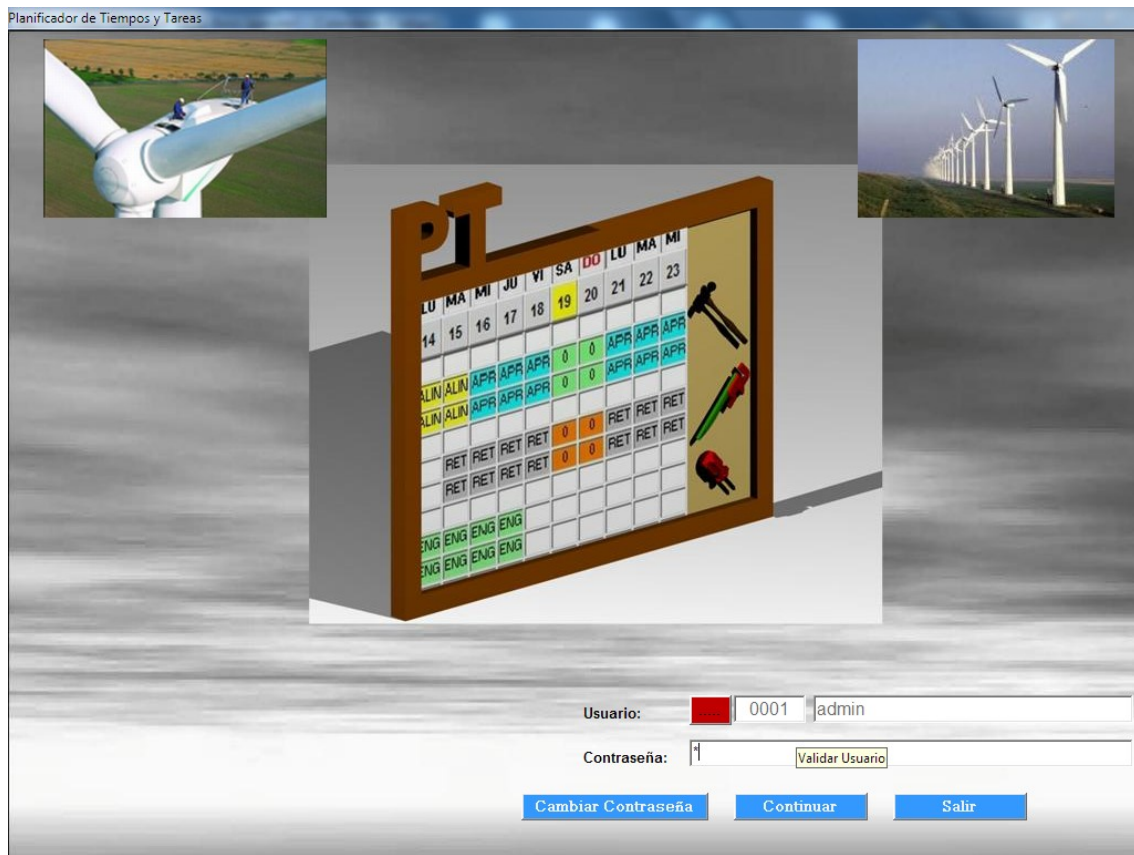 Planificador de Tiempos y Tareas
PT
LU MA MI JU VI SA DO LU MA MI
14 15 16 17 18 19 20 21 22 23
ALIN ALIN APR APR APR 0 0 APR APR APR
ALIN ALIN APR APR APR 0 0 APR APR APR
RET RET RET RET 0 0 RET RET RET
RET RET RET RET 0 0 RET RET RET
ENG ENG ENG ENG
ENG ENG ENG ENG
Usuario: ..... 0001 admin
Contraseña: * Validar Usuario
Cambiar Contraseña Continuar Salir